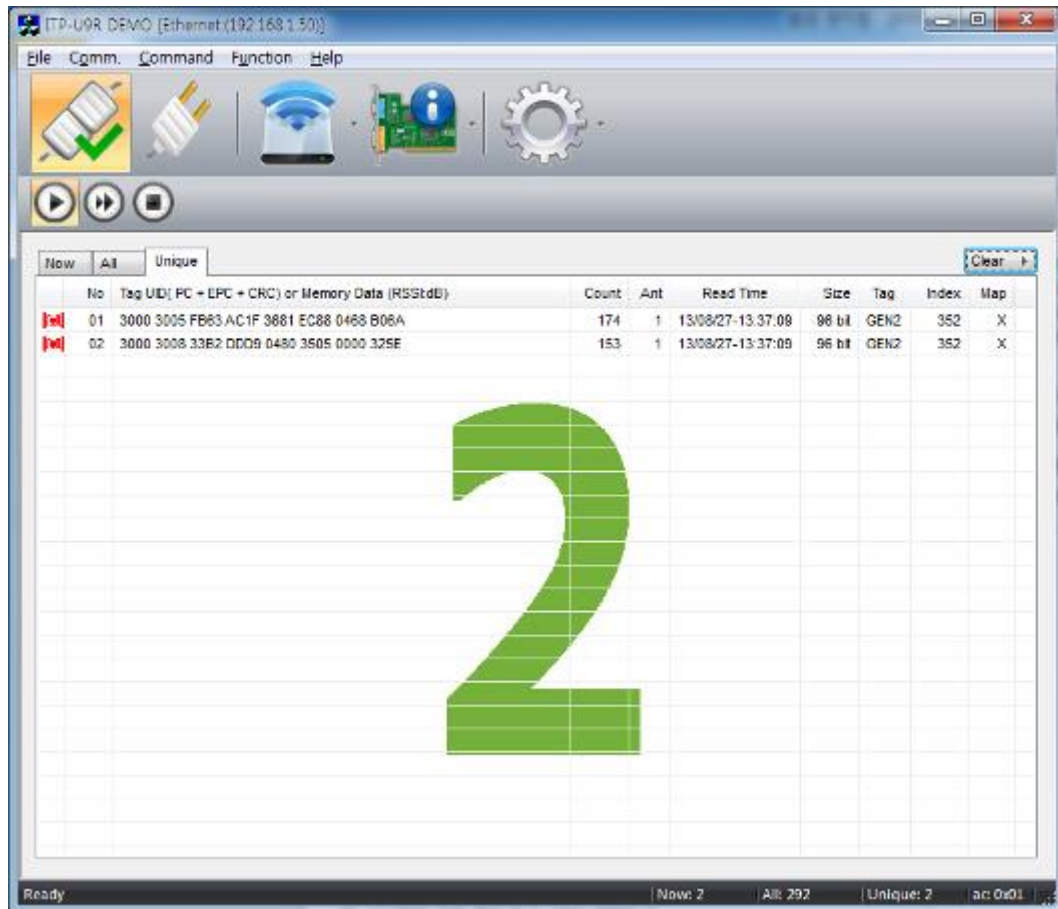 ITP-U9R DEMO [Ethernet:(192.168.1.50)]
File Comm. Command Function Help
Now All Unique Clear
No Tag UID( PC + EPC + CRC) or Memory Data (RSSI:dB) Count Ant Read Time Size Tag Index Map
01 3000 3005 FB63 AC1F 3681 EC88 0468 B06A 174 1 13/08/27-13:37:09 96 bit GEN2 352 X
02 3000 3008 33B2 DDD9 0480 3505 0000 325E 153 1 13/08/27-13:37:09 96 bit GEN2 352 X
2
Ready Now: 2 All: 292 Unique: 2 ac: 0x01